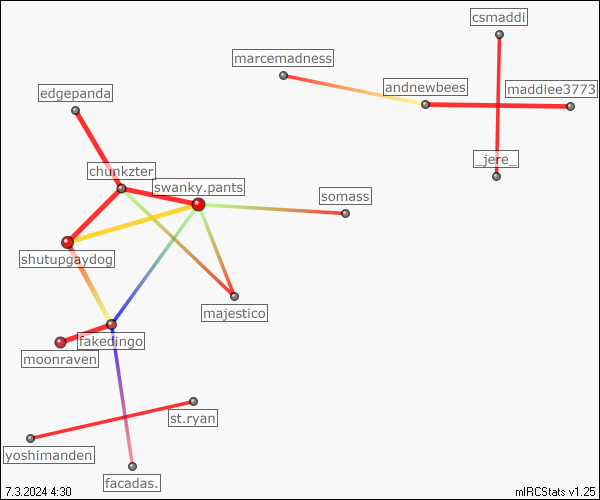 csmaddi
marcemadness
andnewbees
maddiee3773
edgepanda
_jere_
chunkzter
swanky.pants
somass
shutupgaydog
majestico
fakedingo
moonraven
st.ryan
yoshimanden
facadas.
7.3.2024 4:30
mIRCStats v1.25